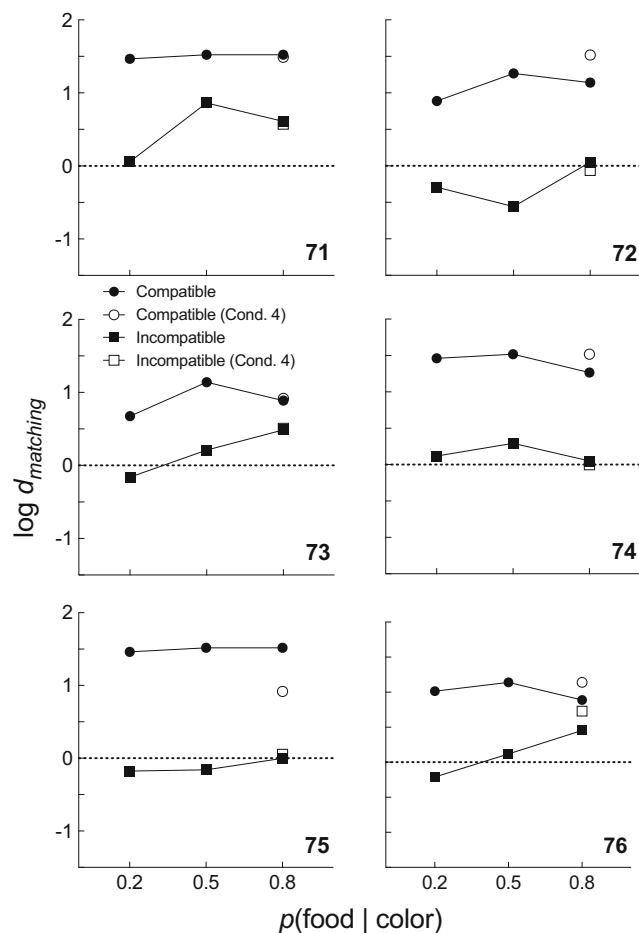 2
1
0
-1
71
72
Compatible
Compatible (Cond. 4)
Incompatible
Incompatible (Cond. 4)
2
1
0
-1
73
74
log d matching
2
1
0
-1
75
76
0.2 0.5 0.8 0.2 0.5 0.8
p(food | color)